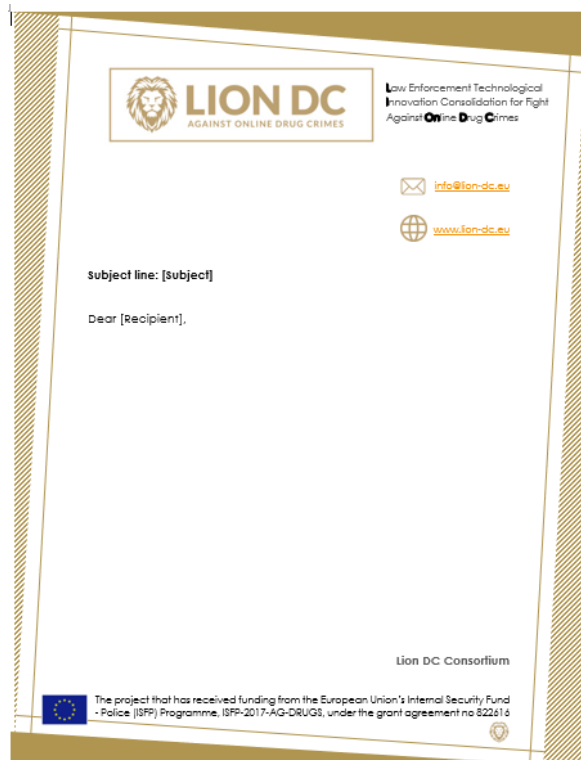 LION DC
AGAINST ONLINE DRUG CRIMES
Law Enforcement Technological
Innovation Consolidation for Fight
Against Online Drug Crimes
info@lion-dc.eu
www.lion-dc.eu
Subject line: [Subject]
Dear [Recipient],
Lion DC Consortium
The project that has received funding from the European Union's Internal Security Fund
- Police (ISFP) Programme, ISFP-2017-AG-DRUGS, under the grant agreement no 822616